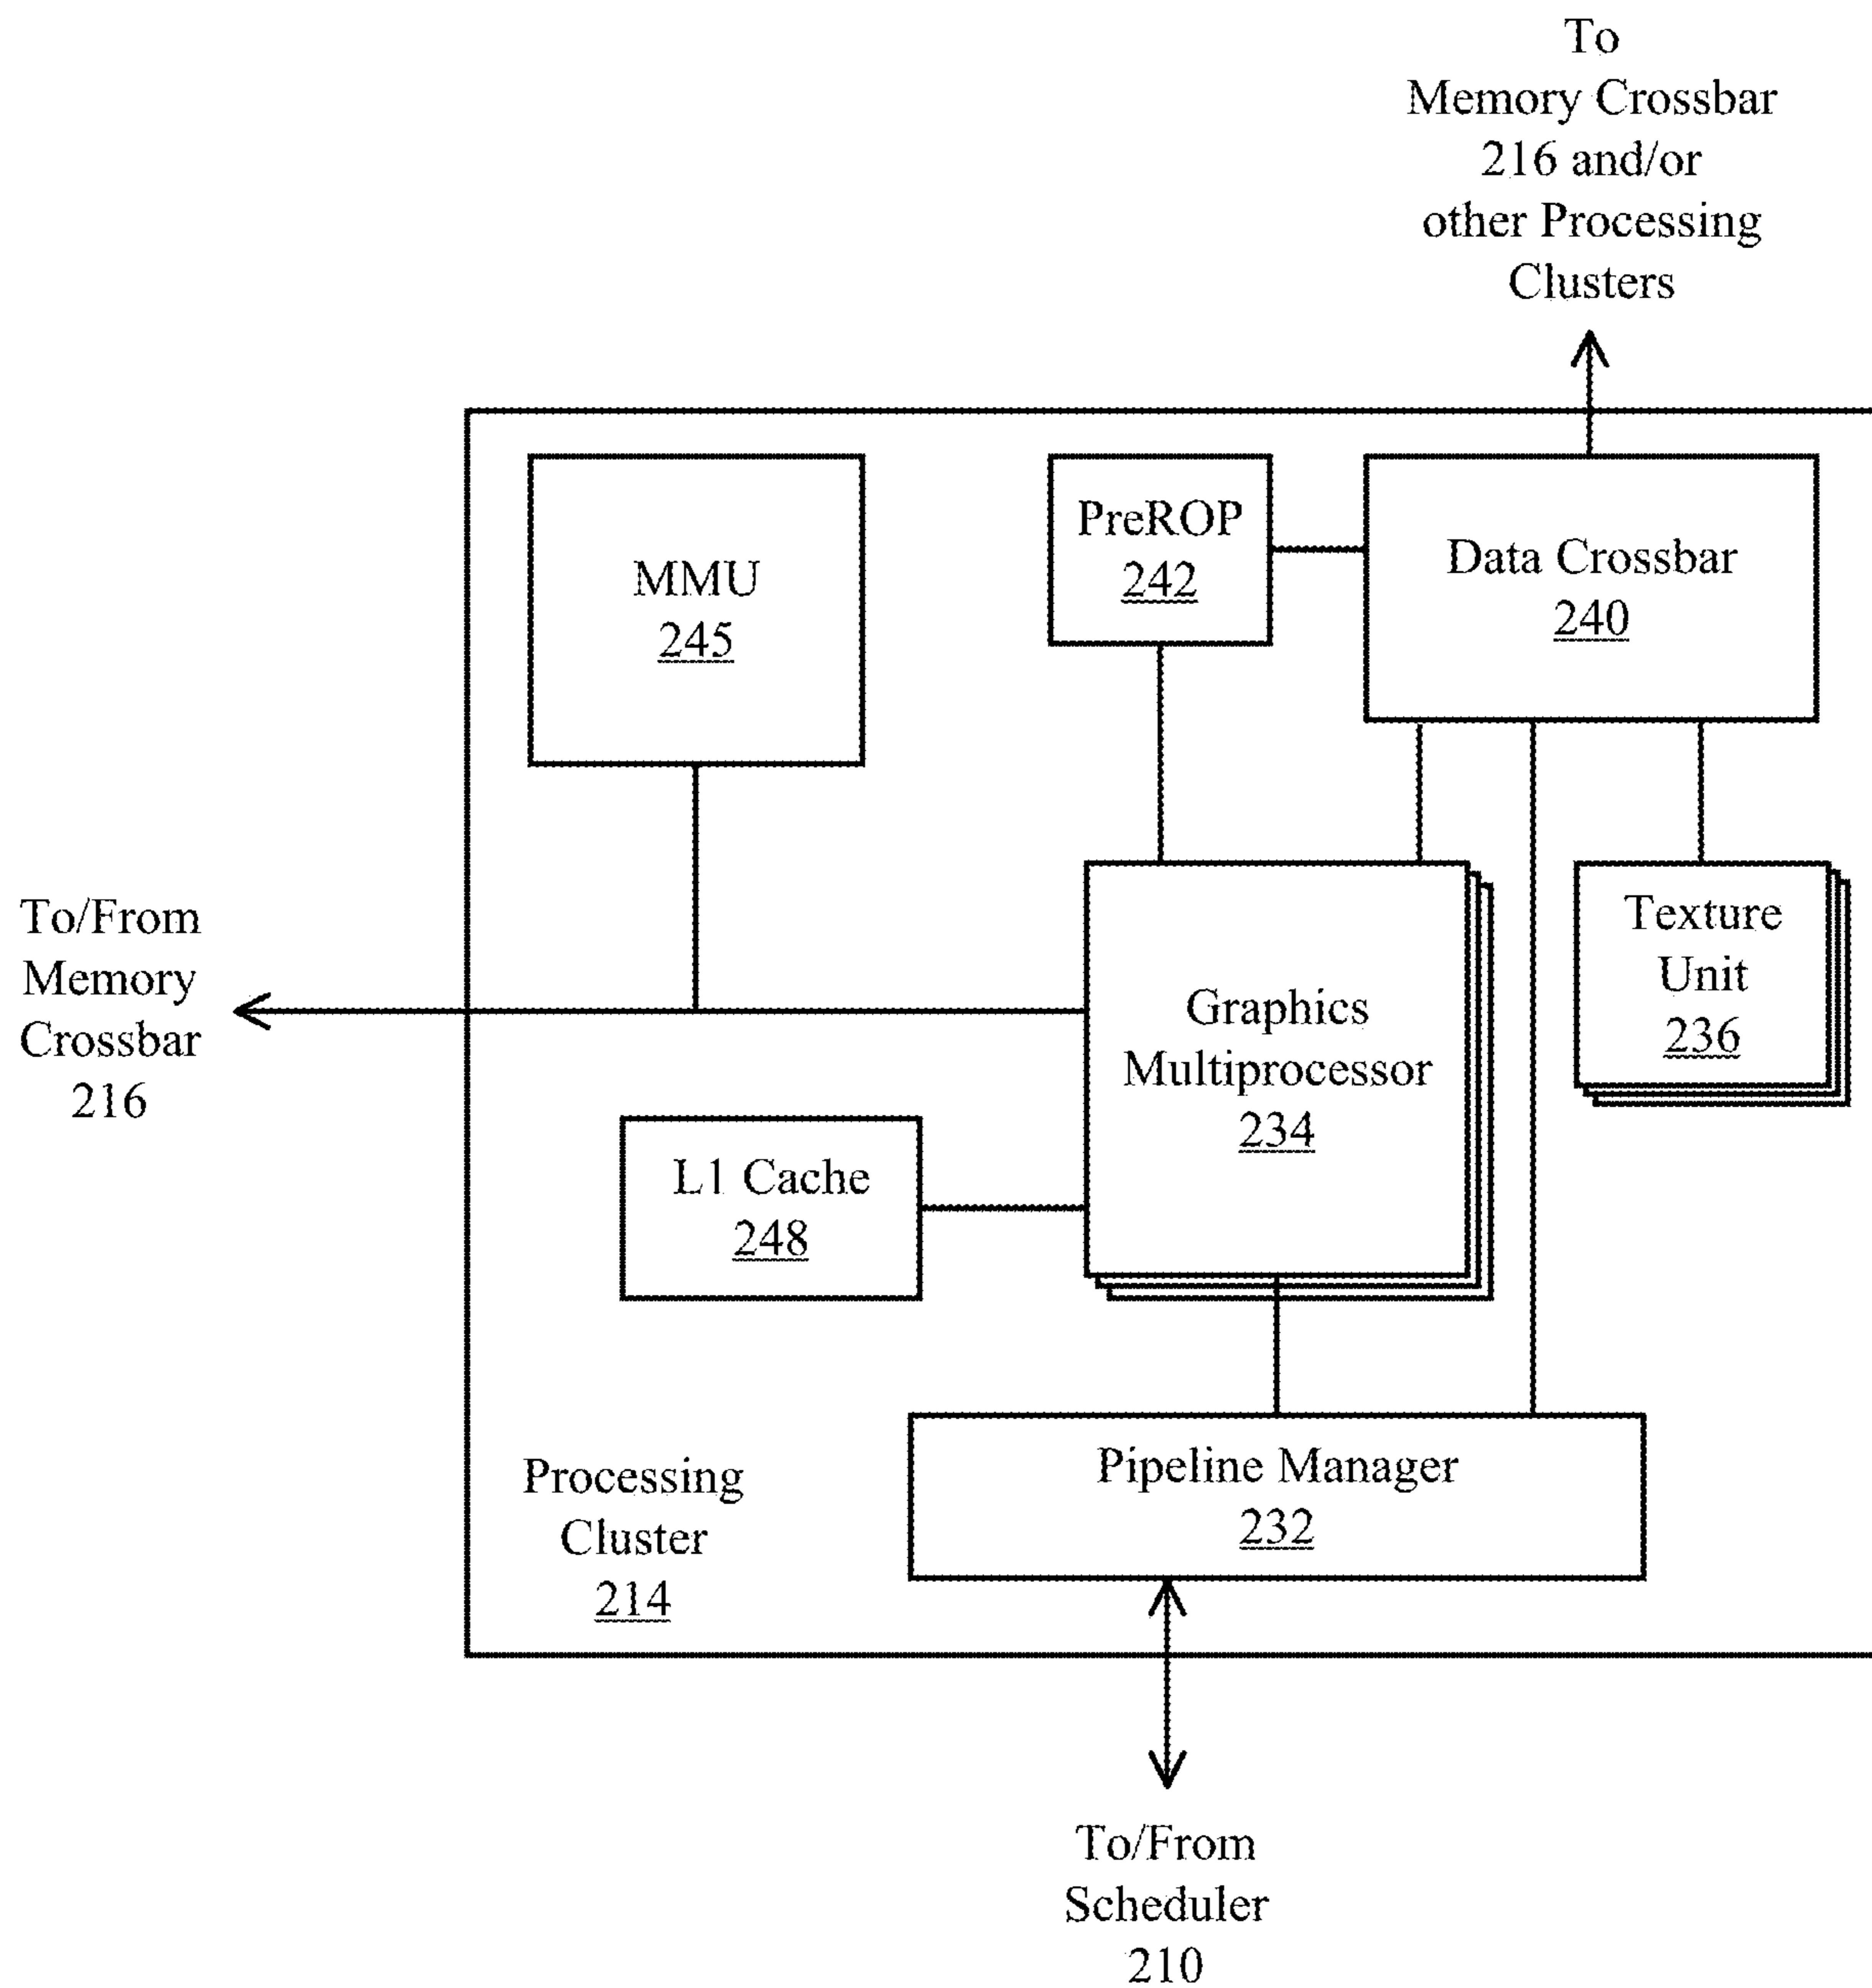 To
Memory Crossbar
216 and/or
other Processing
Clusters
MMU
245
PreROP
242
Data Crossbar
240
To/From
Memory
Crossbar
216
Graphics
Multiprocessor
234
Texture
Unit
236
L1 Cache
248
Processing
Cluster
214
Pipeline Manager
232
To/From
Scheduler
210